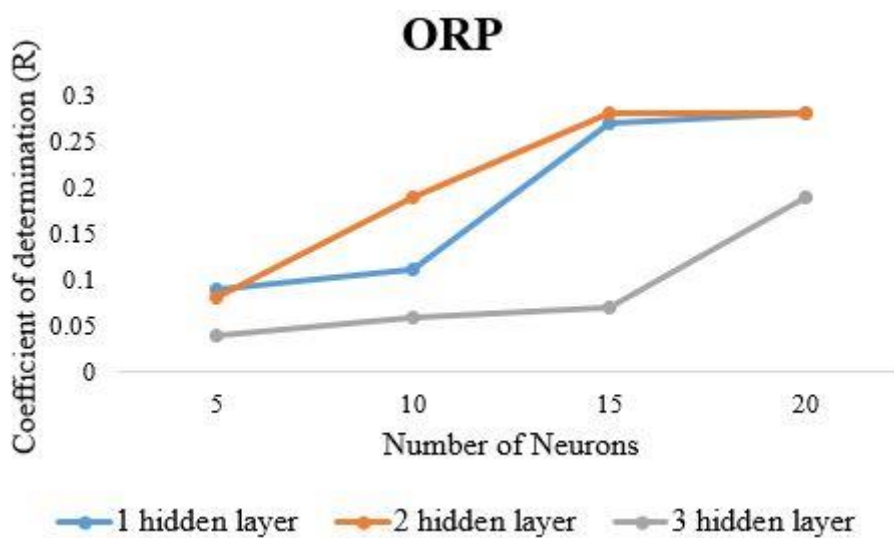 ORP
Coefficient of determination (R)
0.3
0.25
0.2
0.15
0.1
0.05
0
5 10 15 20
Number of Neurons
1 hidden layer 2 hidden layer 3 hidden layer